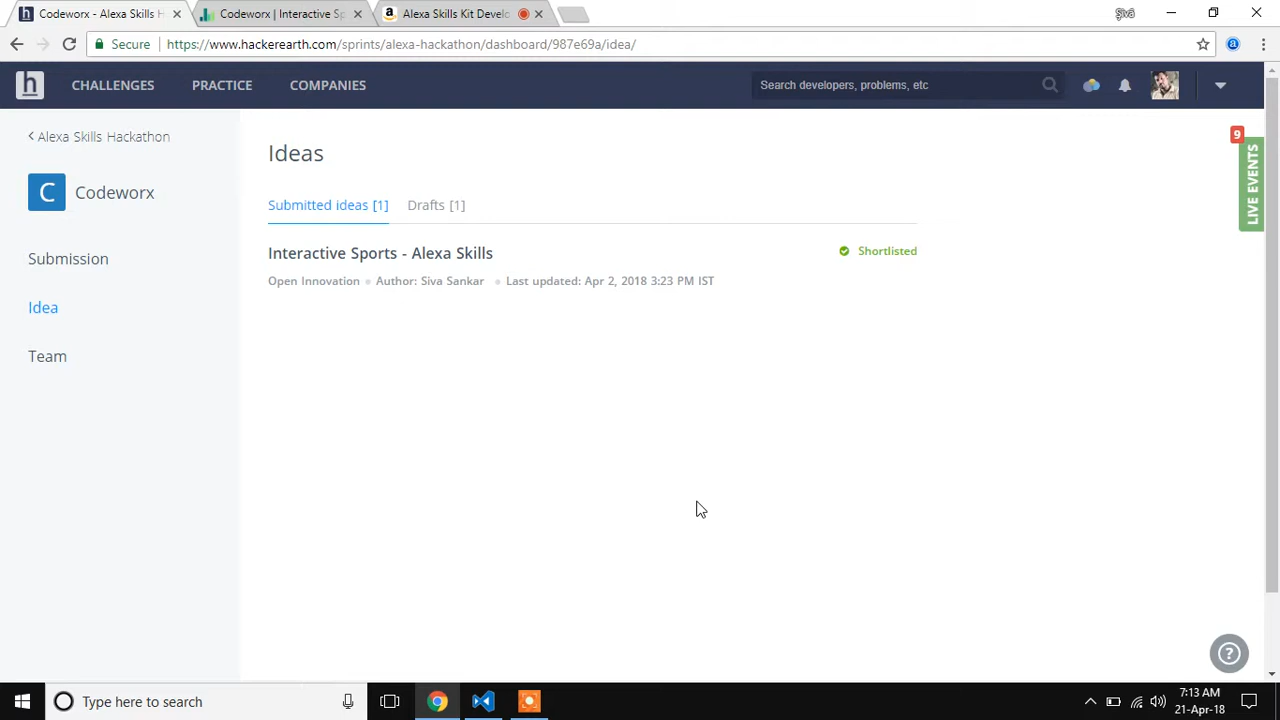 Codeworx - Alexa Skills H
Codeworx | Interactive Sp
Alexa Skills Kit Develo
Şivă
Secure
https://www.hackerearth.com/sprints/alexa-hackathon/dashboard/987e69a/idea/
h
CHALLENGES
PRACTICE
COMPANIES
Search developers, problems, etc
< Alexa Skills Hackathon
C
Codeworx
Submission
Idea
Team
Ideas
Submitted ideas [1]
Drafts [1]
Interactive Sports - Alexa Skills
Shortlisted
Open Innovation • Author: Siva Sankar • Last updated: Apr 2, 2018 3:23 PM IST
9
LIVE EVENTS
?
Type here to search
7:13 AM
21-Apr-18